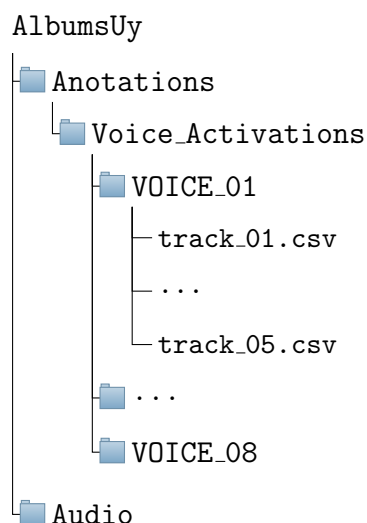 AlbumsUy
Anotations
Voice_Activations
VOICE_01
track_01.csv
...
track_05.csv
...
VOICE_08
Audio